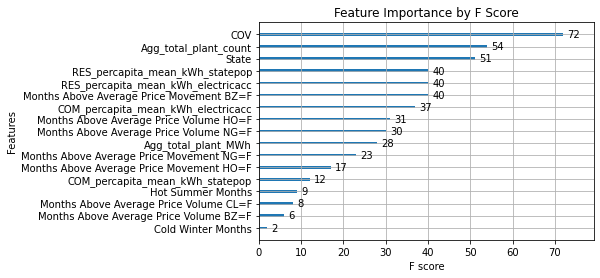 Feature Importance by F Score
Features
COV 72
Agg_total_plant_count 54
State 51
RES_percapita_mean_kWh_statepop 40
RES_percapita_mean_kWh_electricacc 40
Months Above Average Price Movement BZ=F 40
COM_percapita_mean_kWh_electricacc 37
Months Above Average Price Volume HO=F 31
Months Above Average Price Volume NG=F 30
Agg_total_plant_MWh 28
Months Above Average Price Movement NG=F 23
Months Above Average Price Movement HO=F 17
COM_percapita_mean_kWh_statepop 12
Hot Summer Months 9
Months Above Average Price Volume CL=F 8
Months Above Average Price Volume BZ=F 6
Cold Winter Months 2
0 10 20 30 40 50 60 70
F score